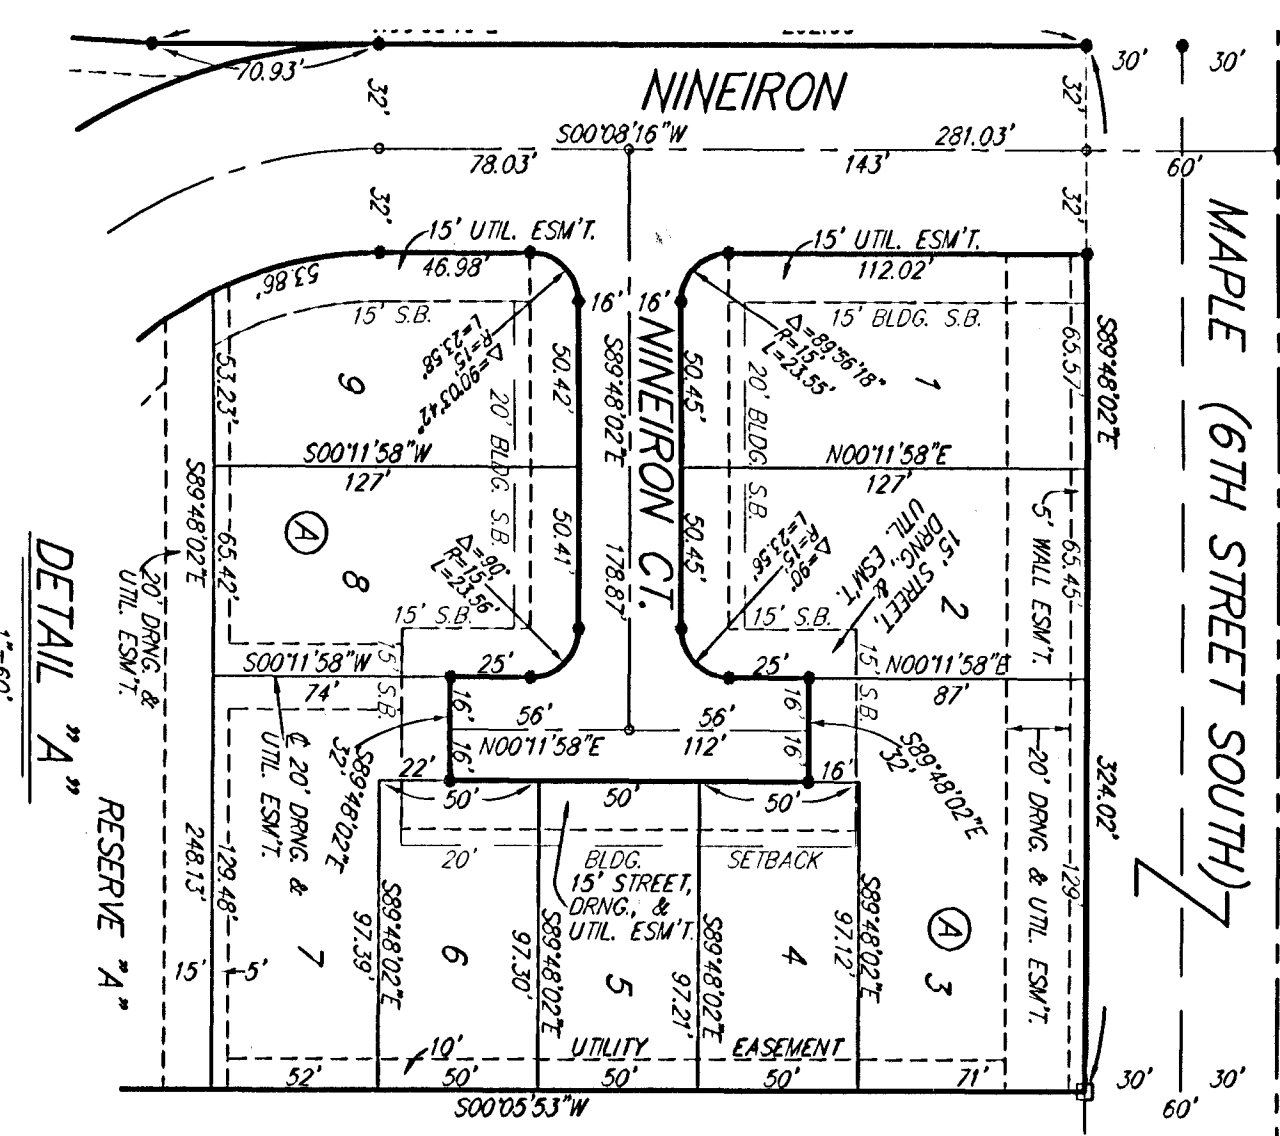 70.93'
32'
NINEIRON
32'
30'
30'
S00°08'16"W
281.03'
78.03'
143'
60'
32'
32'
15' UTIL. ESM'T.
46.98'
15' UTIL. ESM'T.
112.02'
53.86'
15' S.B.
16'
16'
15' BLDG. S.B.
Δ=90°03'42"
R=15'
L=23.58'
Δ=89°56'18"
R=15'
L=23.55'
53.23'
9
50.42'
S89°48'02"E
NINEIRON CT.
50.45'
20' BLDG. S.B.
1
65.57'
S89°48'02"E
MAPLE (6TH STREET SOUTH)
20' BLDG. S.B.
S00°11'58"W
127'
N00°11'58"E
127'
S89°48'02"E
65.42'
A
8
Δ=90°
R=15'
L=23.56'
50.41'
178.87'
50.45'
Δ=90°
R=15'
L=23.56'
15' STREET,
DRNG., &
UTIL. ESM'T.
2
5' WALL ESM'T.
65.45'
DETAIL "A"
1"=60'
20' DRNG. &
UTIL. ESM'T.
15' S.B.
15' S.B.
S00°11'58"W
74'
15' S.B.
25'
25'
15' S.B.
N00°11'58"E
87'
16'
16'
56'
56'
N00°11'58"E
112'
16'
16'
S89°48'02"E
32'
S89°48'02"E
32'
₵ 20' DRNG. &
UTIL. ESM'T.
22'
50'
50'
50'
16'
324.02'
20' DRNG. & UTIL. ESM'T.
129'
20'
BLDG.
SETBACK
15' STREET,
DRNG., &
UTIL. ESM'T.
RESERVE "A"
248.13'
129.48'
7
S89°48'02"E
97.39'
6
S89°48'02"E
97.30'
5
S89°48'02"E
97.21'
4
S89°48'02"E
97.12'
A
3
15'
5'
10'
UTILITY
EASEMENT
52'
50'
50'
50'
71'
30'
30'
S00°05'53"W
60'